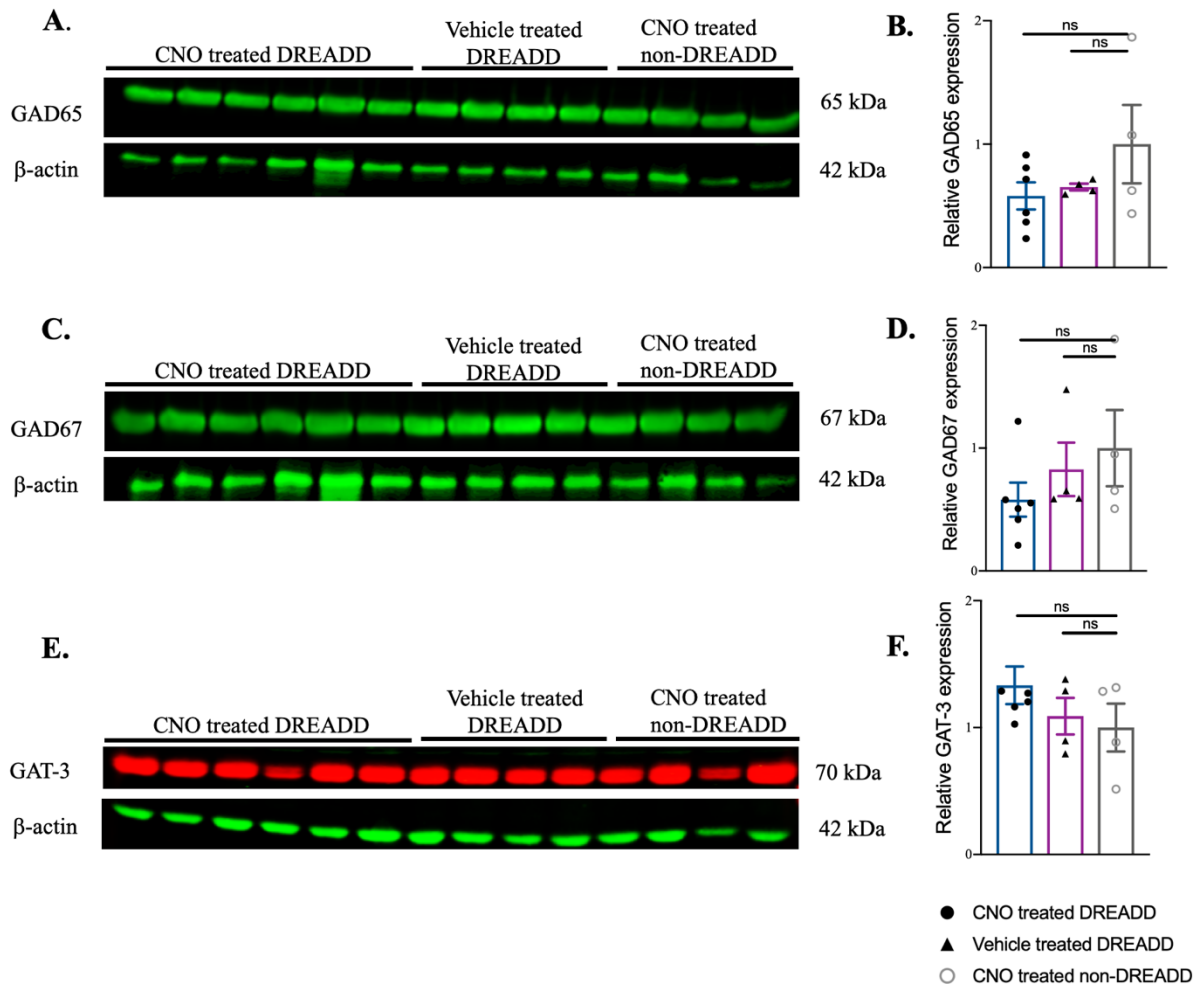 A.
Vehicle treated
DREADD
CNO treated
non-DREADD
CNO treated DREADD
GAD65
65 kDa
β-actin
42 kDa
B.
2
ns
ns
1
0
Relative GAD65 expression
C.
Vehicle treated
DREADD
CNO treated
non-DREADD
CNO treated DREADD
GAD67
67 kDa
β-actin
42 kDa
D.
2
ns
ns
1
0
Relative GAD67 expression
E.
Vehicle treated
DREADD
CNO treated
non-DREADD
CNO treated DREADD
GAT-3
70 kDa
β-actin
42 kDa
F.
2
ns
ns
1
0
Relative GAT-3 expression
CNO treated DREADD
Vehicle treated DREADD
CNO treated non-DREADD